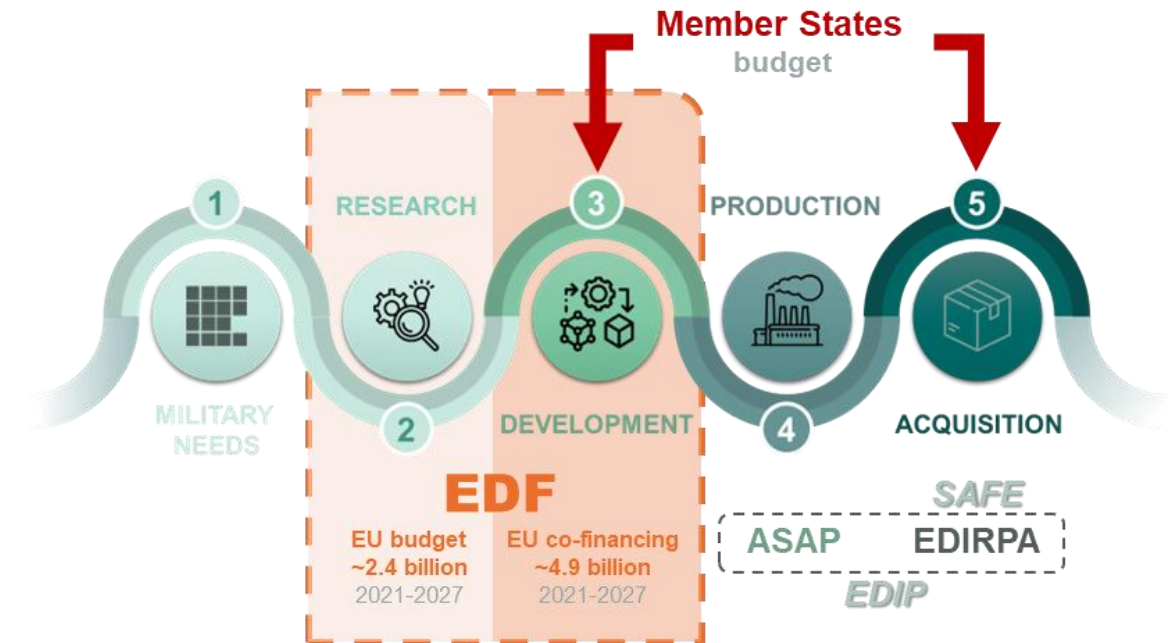 Member States
budget
1
RESEARCH
3
PRODUCTION
5
MILITARY
NEEDS
2
DEVELOPMENT
4
ACQUISITION
EDF
EU budget
~2.4 billion
2021-2027
EU co-financing
~4.9 billion
2021-2027
SAFE
ASAP
EDIRPA
EDIP